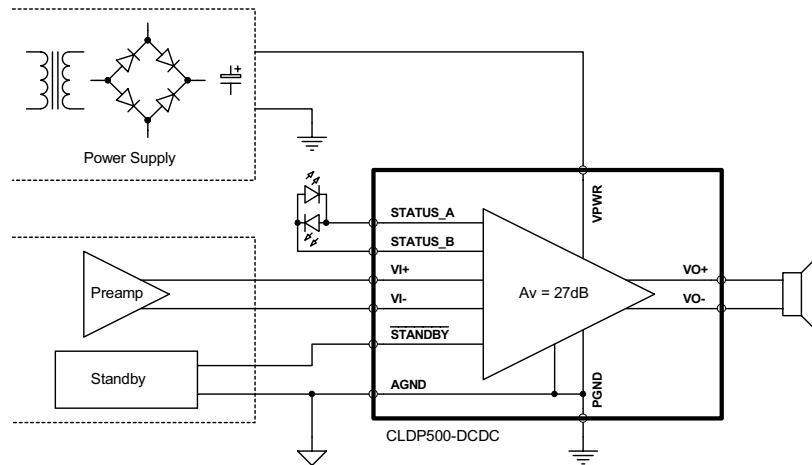 +
Power Supply
STATUS_A
STATUS_B
VI+
VI-
STANDBY
AGND
VPWR
PGND
Av = 27dB
VO+
VO-
Preamp
Standby
CLDP500-DCDC